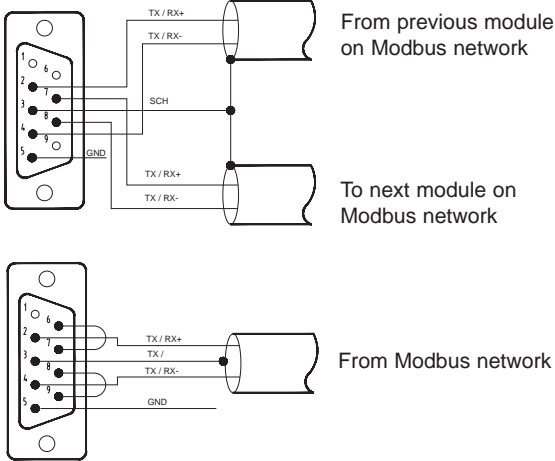 TX / RX+
From previous module
on Modbus network
TX / RX-
1
6
2
7
3
SCH
8
4
9
5
GND
TX / RX+
TX / RX-
To next module on
Modbus network
1
6
2
TX / RX+
7
3
TX /
From Modbus network
8
TX / RX-
4
9
5
GND